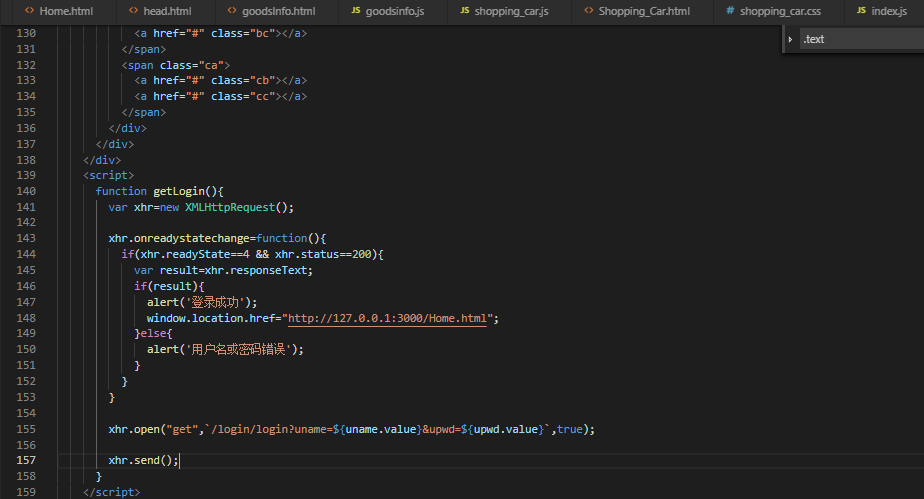 <> Home.html <> head.html <> goodsInfo.html JS goodsinfo.js JS shopping_car.js <> Shopping_Car.html # shopping_car.css JS index.js
.text
130 <a href="#" class="bc"></a>
131 </span>
132 <span class="ca">
133 <a href="#" class="cb"></a>
134 <a href="#" class="cc"></a>
135 </span>
136 </div>
137 </div>
138 </div>
139 <script>
140 function getLogin(){
141 var xhr=new XMLHttpRequest();
142
143 xhr.onreadystatechange=function(){
144 if(xhr.readyState==4 && xhr.status==200){
145 var result=xhr.responseText;
146 if(result){
147 alert('登录成功');
148 window.location.href="http://127.0.0.1:3000/Home.html";
149 }else{
150 alert('用户名或密码错误');
151 }
152 }
153 }
154
155 xhr.open("get",`/login/login?uname=${uname.value}&upwd=${upwd.value}`,true);
156
157 xhr.send();
158 }
159 </script>